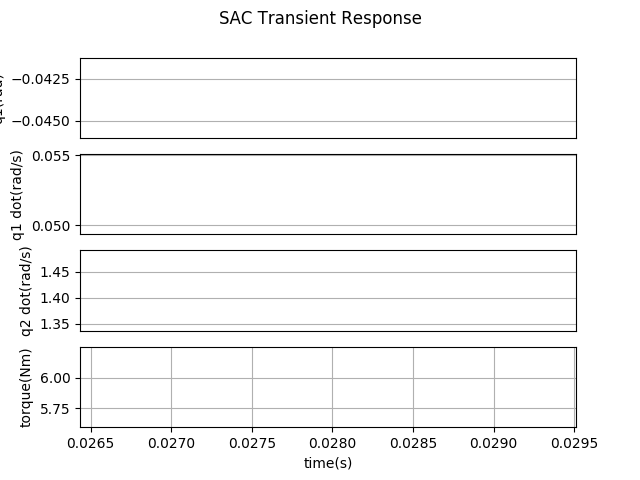 SAC Transient Response
−0.0425
−0.0450
0.055
q1 dot(rad/s)
0.050
1.45
q2 dot(rad/s)
1.40
1.35
torque(Nm)
6.00
5.75
0.0265 0.0270 0.0275 0.0280 0.0285 0.0290 0.0295
time(s)